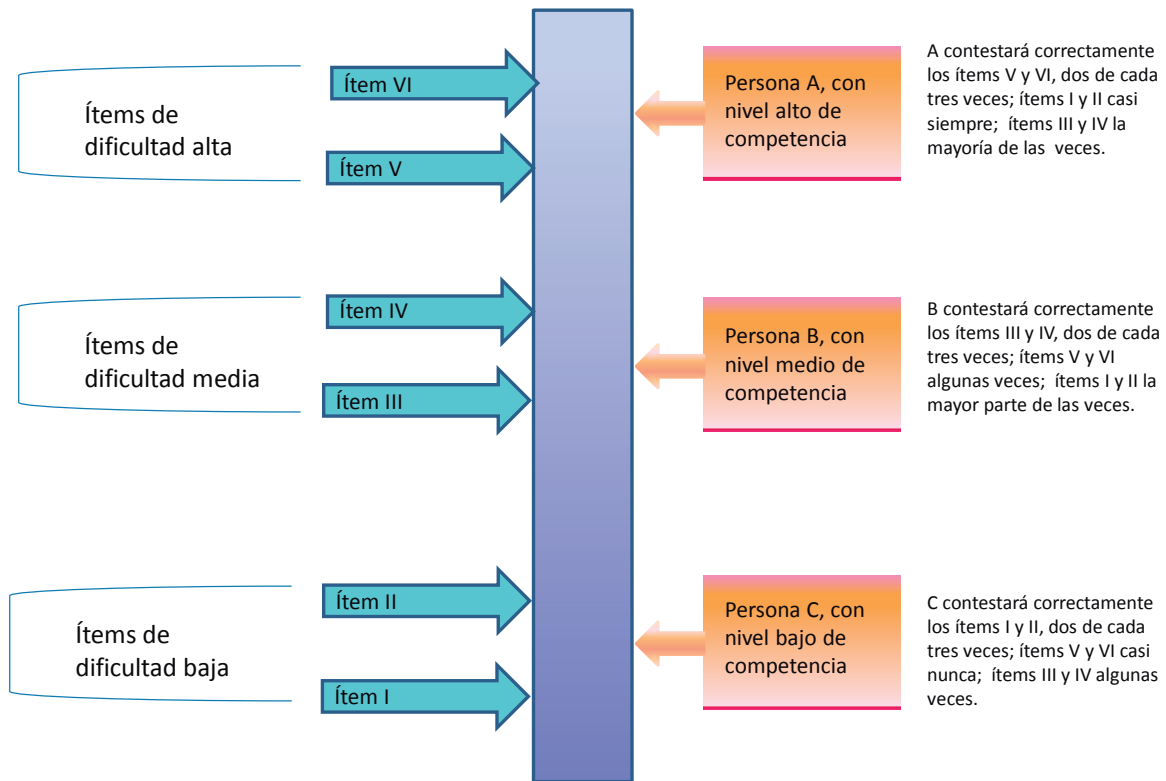 Ítems de
dificultad alta
Ítem VI
Ítem V
Persona A, con
nivel alto de
competencia
A contestará correctamente
los ítems V y VI, dos de cada
tres veces; ítems I y II casi
siempre; ítems III y IV la
mayoría de las veces.
Ítems de
dificultad media
Ítem IV
Ítem III
Persona B, con
nivel medio de
competencia
B contestará correctamente
los ítems III y IV, dos de cada
tres veces; ítems V y VI
algunas veces; ítems I y II la
mayor parte de las veces.
Ítems de
dificultad baja
Ítem II
Ítem I
Persona C, con
nivel bajo de
competencia
C contestará correctamente
los ítems I y II, dos de cada
tres veces; ítems V y VI casi
nunca; ítems III y IV algunas
veces.